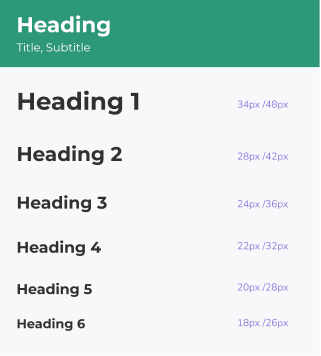 Heading
Title, Subtitle
Heading 1 34px /48px
Heading 2 28px /42px
Heading 3 24px /36px
Heading 4 22px /32px
Heading 5 20px /28px
Heading 6 18px /26px